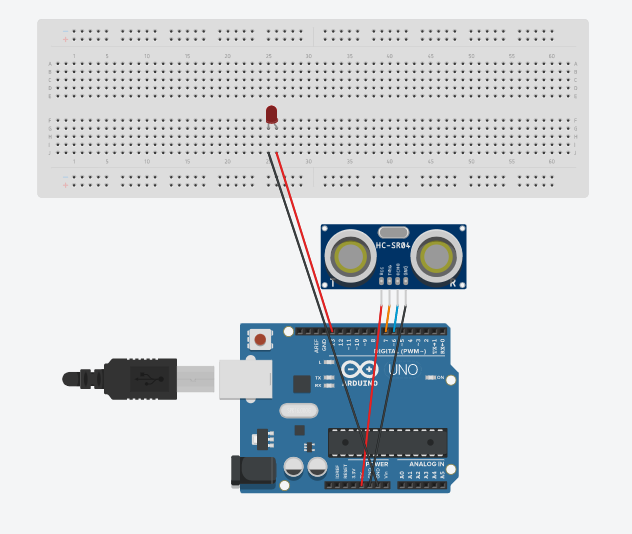 1 5 10 15 20 25 30 35 40 45 50 55 60
A A
B B
C C
D D
E E
F F
G G
H H
I I
J J
1 5 10 15 20 25 30 35 40 45 50 55 60
HC-SR04
T R
VCC TRIG ECHO GND
AREF GND 13 12 ~11 ~10 ~9 8 7 ~6 ~5 4 ~3 2 TX→1 RX←0
DIGITAL (PWM~)
L
TX
RX
UNO
ON
ARDUINO
POWER ANALOG IN
IOREF RESET 3.3V Vin A0 A1 A2 A3 A4 A5